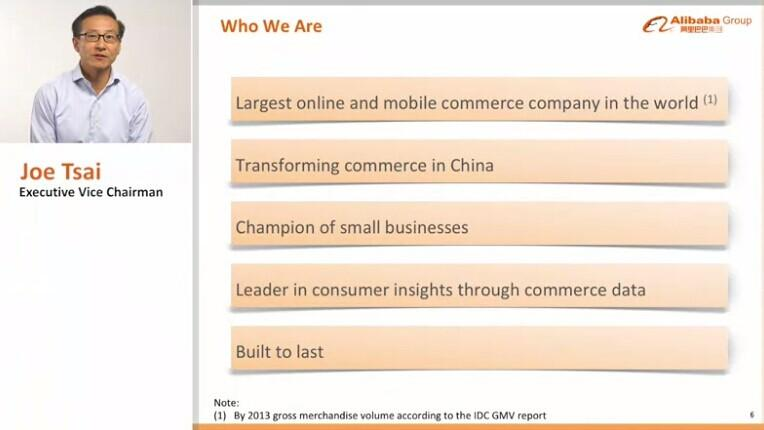 Who We Are
Alibaba Group
阿里巴巴集团
Largest online and mobile commerce company in the world (1)
Joe Tsai
Executive Vice Chairman
Transforming commerce in China
Champion of small businesses
Leader in consumer insights through commerce data
Built to last
Note:
(1) By 2013 gross merchandise volume according to the IDC GMV report
6